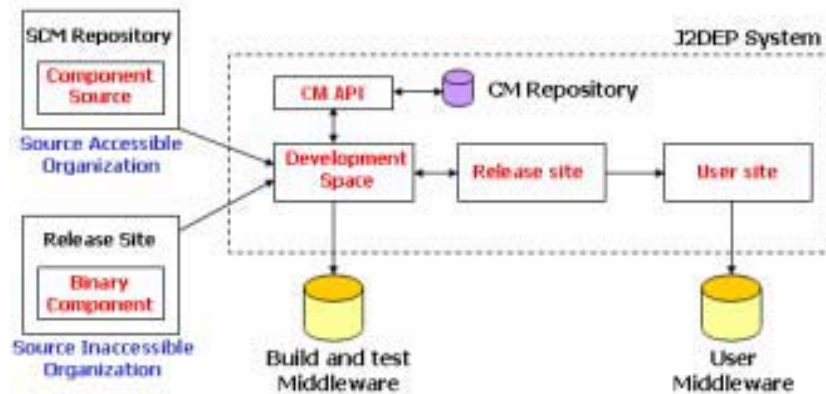 SCM Repository
Component
Source
Source Accessible
Organization
Release Site
Binary
Component
Source Inaccessible
Organization
J2DEP System
CM API
CM Repository
Development
Space
Release site
User site
Build and test
Middleware
User
Middleware